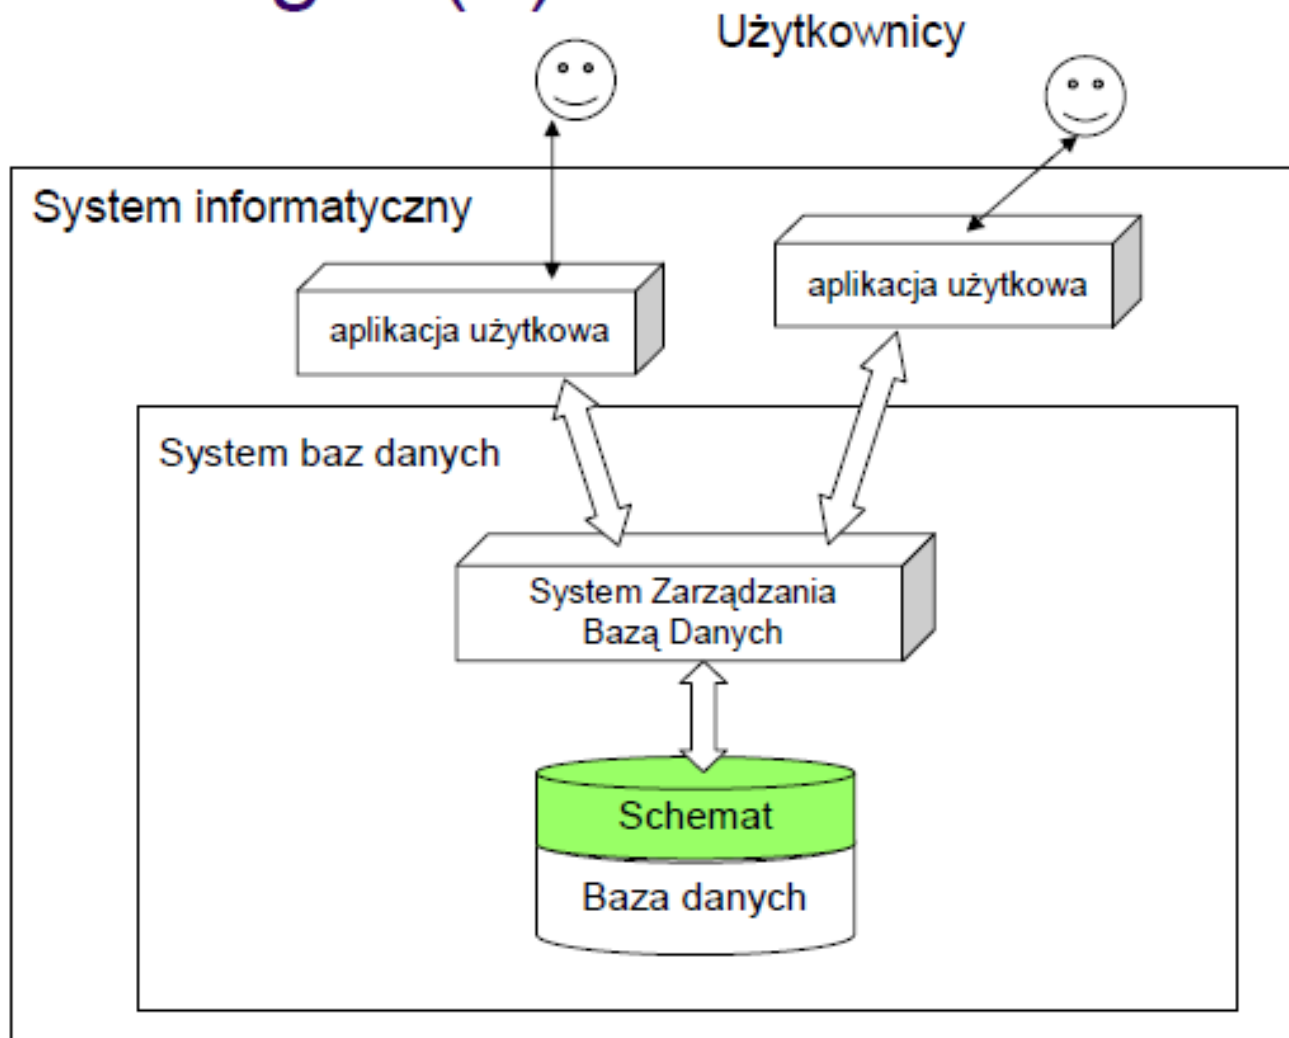 Użytkownicy
System informatyczny
aplikacja użytkowa
aplikacja użytkowa
System baz danych
System Zarządzania
Bazą Danych
Schemat
Baza danych